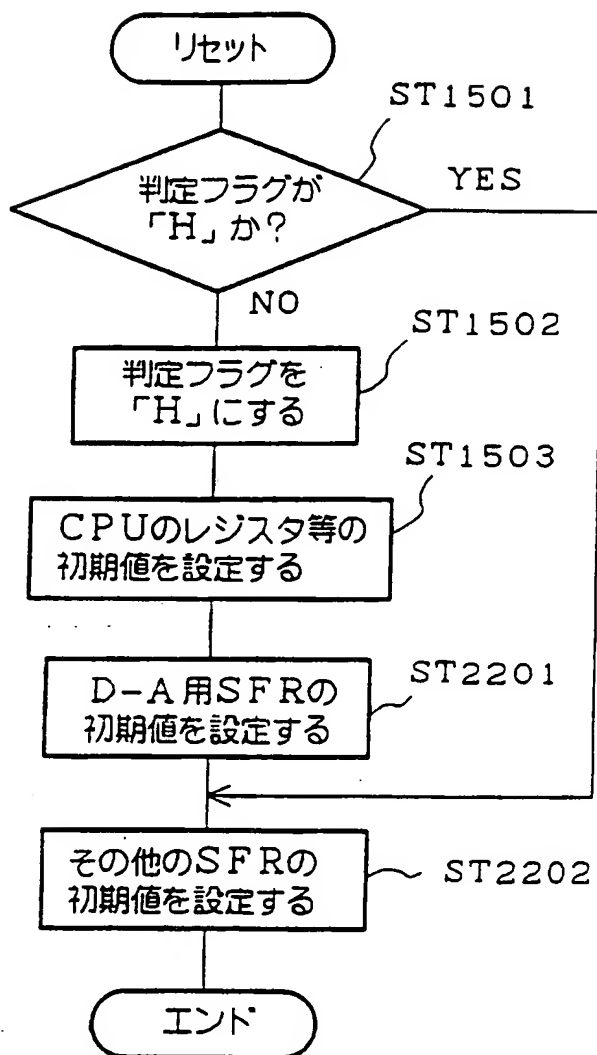 リセット
ST1501
判定フラグが
「H」か?
YES
NO
ST1502
判定フラグを
「H」にする
ST1503
CPUのレジスタ等の
初期値を設定する
ST2201
D-A用SFRの
初期値を設定する
その他のSFRの
初期値を設定する
ST2202
エンド